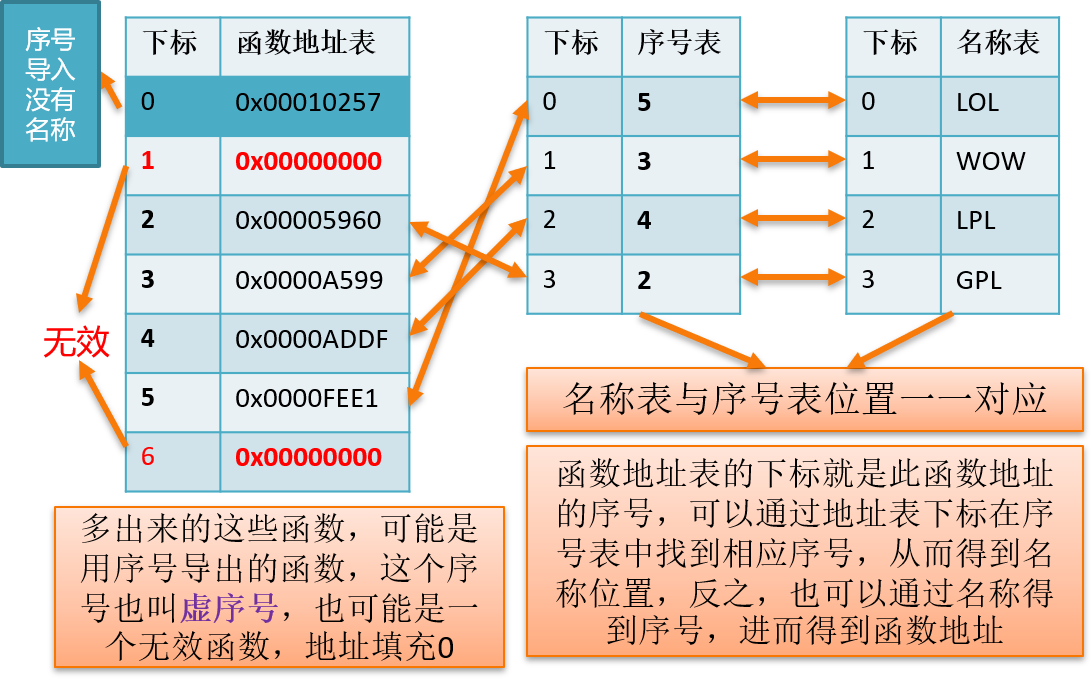 序号
导入
没有
名称
下标 函数地址表
0 0x00010257
1 0x00000000
2 0x00005960
3 0x0000A599
4 0x0000ADDF
5 0x0000FEE1
6 0x00000000
无效
下标 序号表
0 5
1 3
2 4
3 2
下标 名称表
0 LOL
1 WOW
2 LPL
3 GPL
名称表与序号表位置一一对应
多出来的这些函数，可能是
用序号导出的函数，这个序
号也叫虚序号，也可能是一
个无效函数，地址填充0
函数地址表的下标就是此函数地址
的序号，可以通过地址表下标在序
号表中找到相应序号，从而得到名
称位置，反之，也可以通过名称得
到序号，进而得到函数地址